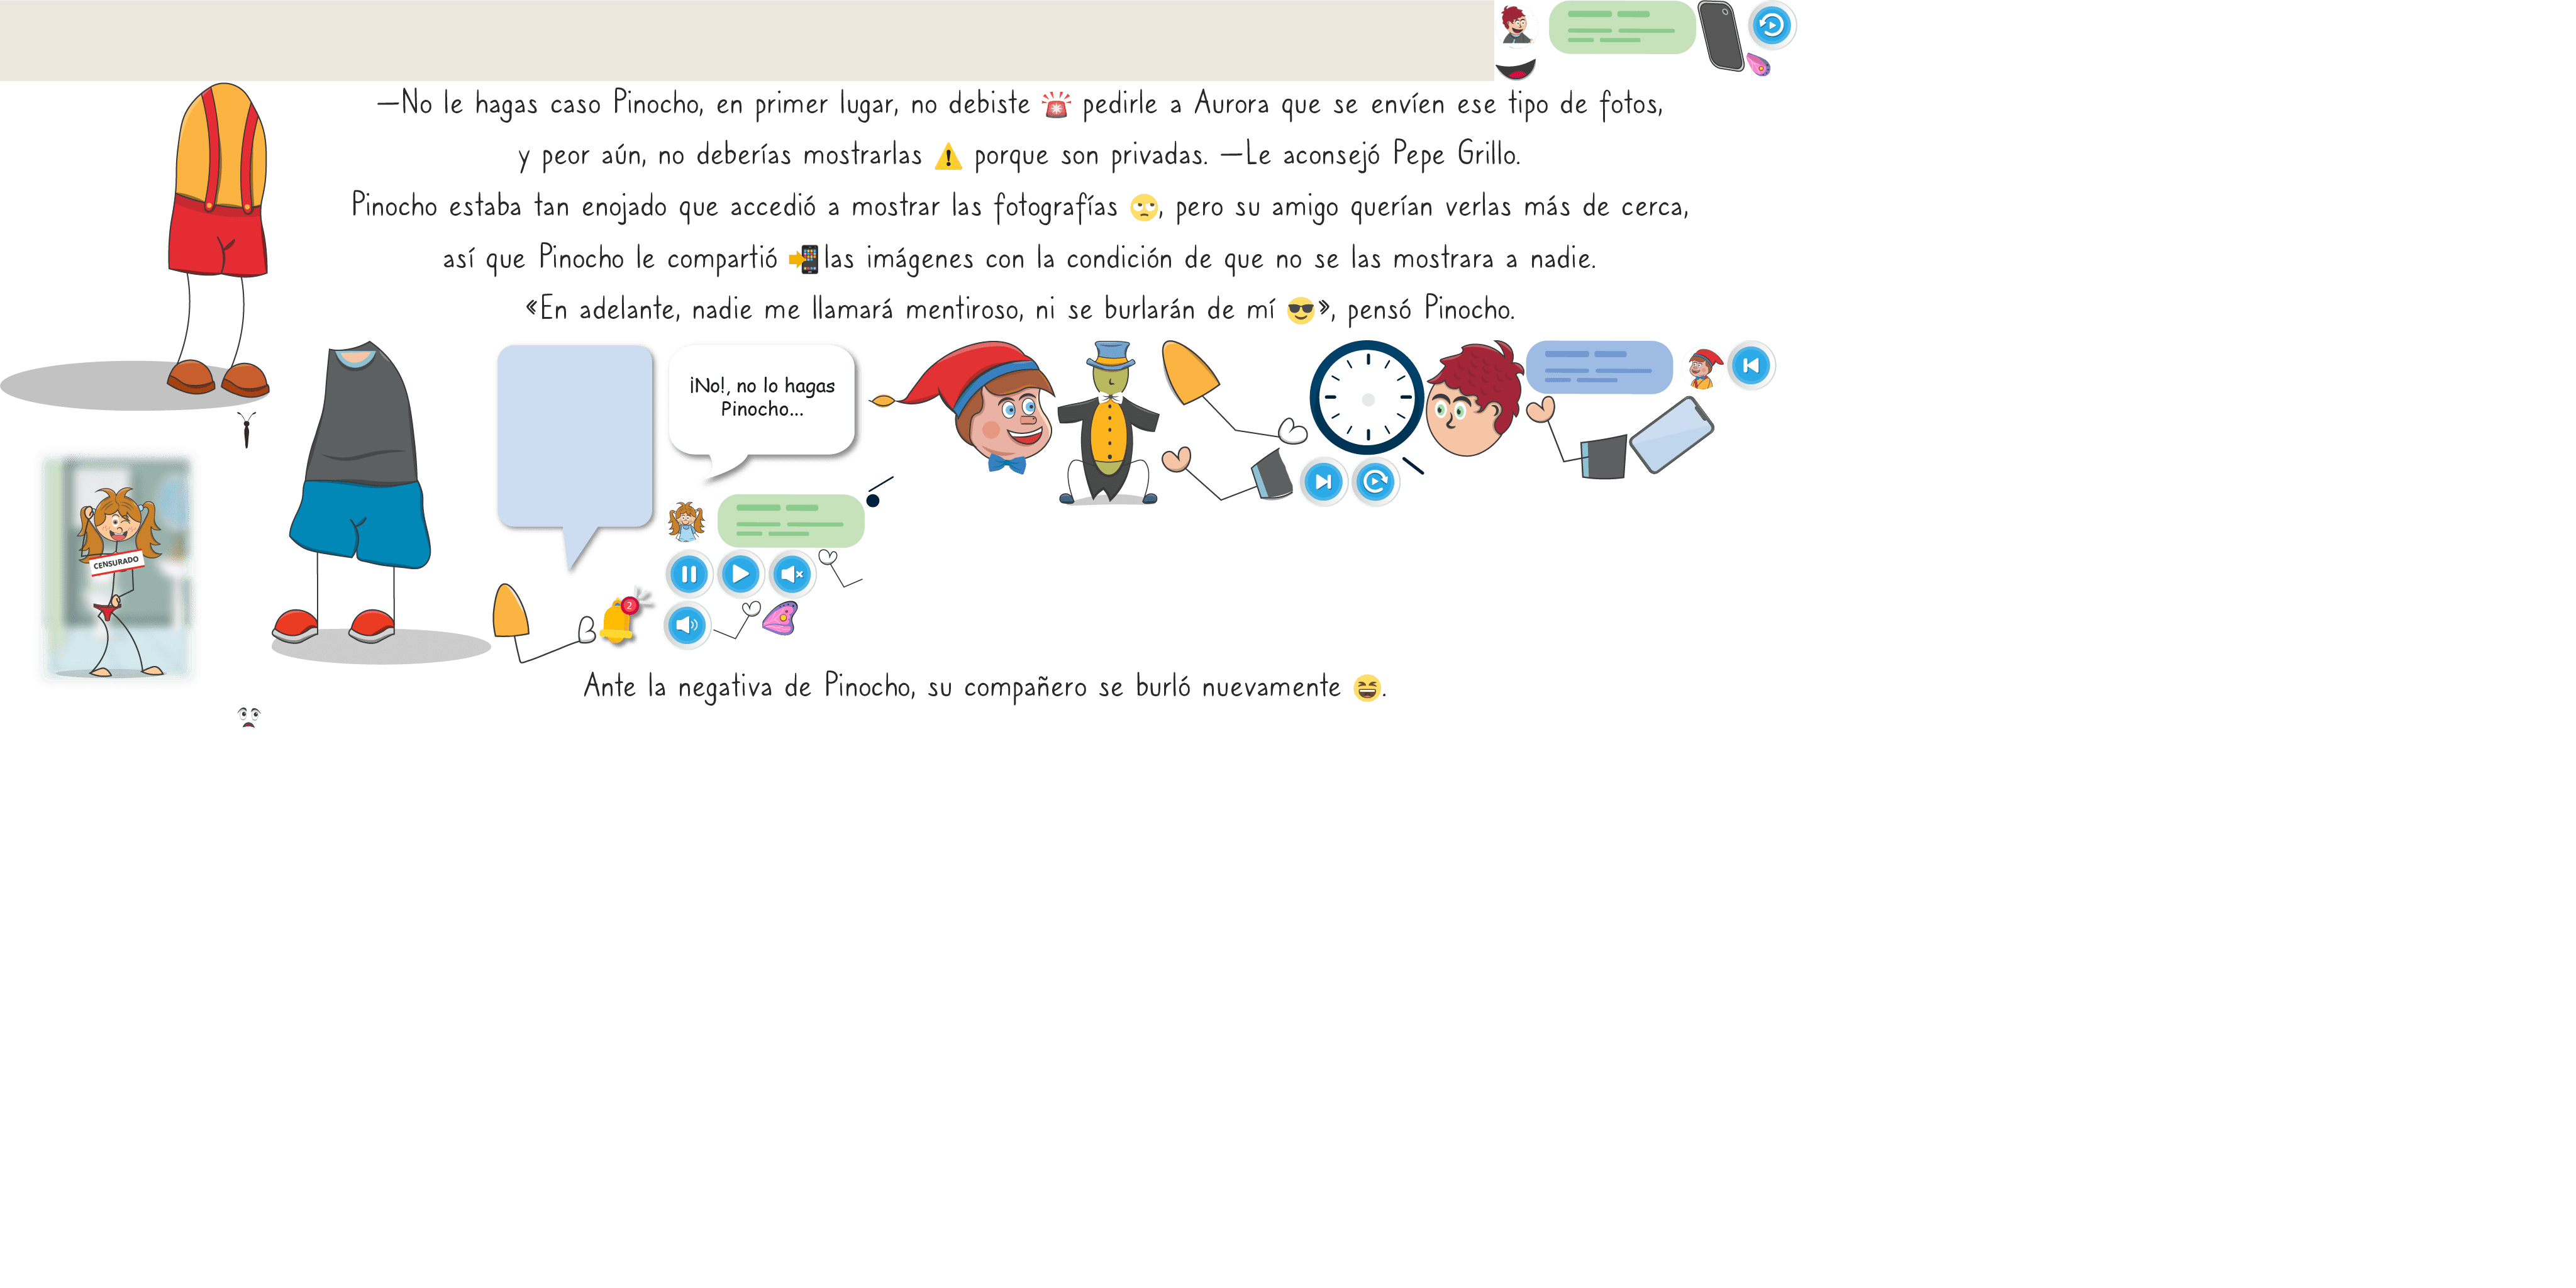 —No le hagas caso Pinocho, en primer lugar, no debiste 🚨 pedirle a Aurora que se envíen ese tipo de fotos,
y peor aún, no deberías mostrarlas ⚠️ porque son privadas. —Le aconsejó Pepe Grillo.
Pinocho estaba tan enojado que accedió a mostrar las fotografías 🙄, pero su amigo querían verlas más de cerca,
así que Pinocho le compartió 📲 las imágenes con la condición de que no se las mostrara a nadie.
«En adelante, nadie me llamará mentiroso, ni se burlarán de mí 😎», pensó Pinocho.
¡No!, no lo hagas
Pinocho...
CENSURADO
2
Ante la negativa de Pinocho, su compañero se burló nuevamente 😆.